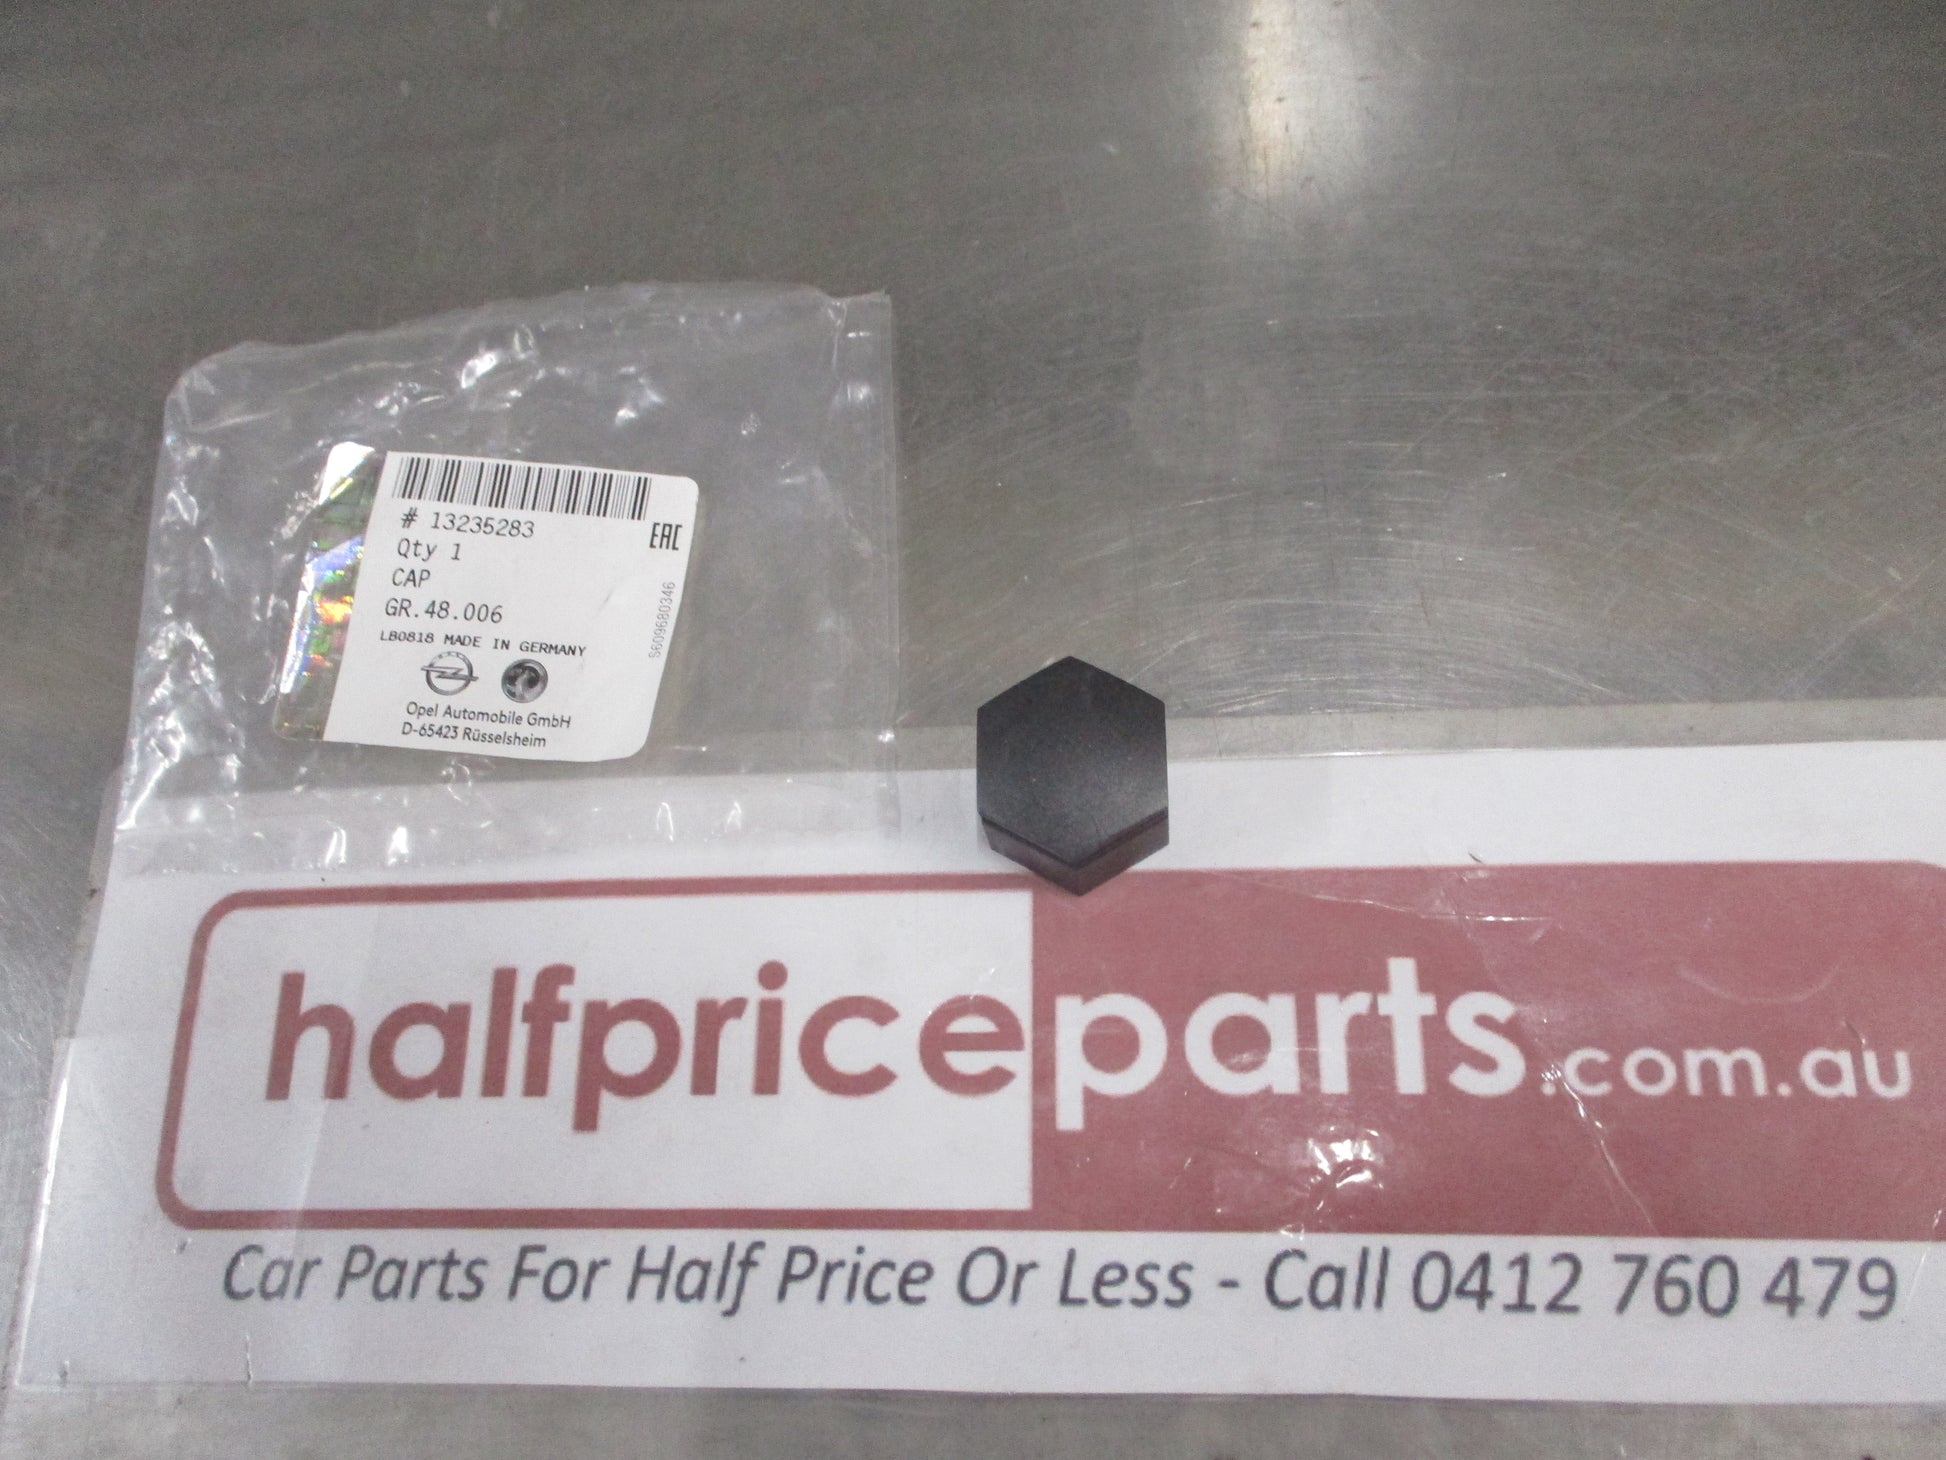 # 13235283
Qty 1
CAP
GR.48.006
LB0818 MADE IN GERMANY
Opel Automobile GmbH
D-65423 Rüsselsheim
EAC
S609680346
halfpriceparts.com.au
Car Parts For Half Price Or Less - Call 0412 760 479